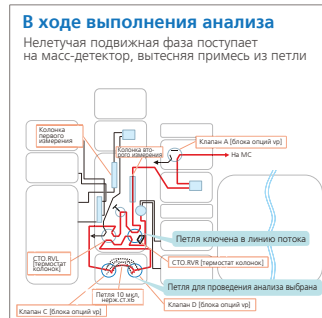 В ходе выполнения анализа
Нелетучая подвижная фаза поступает
на масс-детектор, вытесняя примесь из петли
Колонка
первого
измерения
Колонка вто-
рого измерения
Клапан А [блока опций vp]
На МС
Петля ключена в линию потока
CTO.RVL
[термостат
колонок]
CTO.RVR [термостат колонок]
Петля для проведения анализа выбрана
Петля 10 мкл,
нерж.ст.x6
Клапан C [блока опций vp]
Клапан D [блока опций vp]